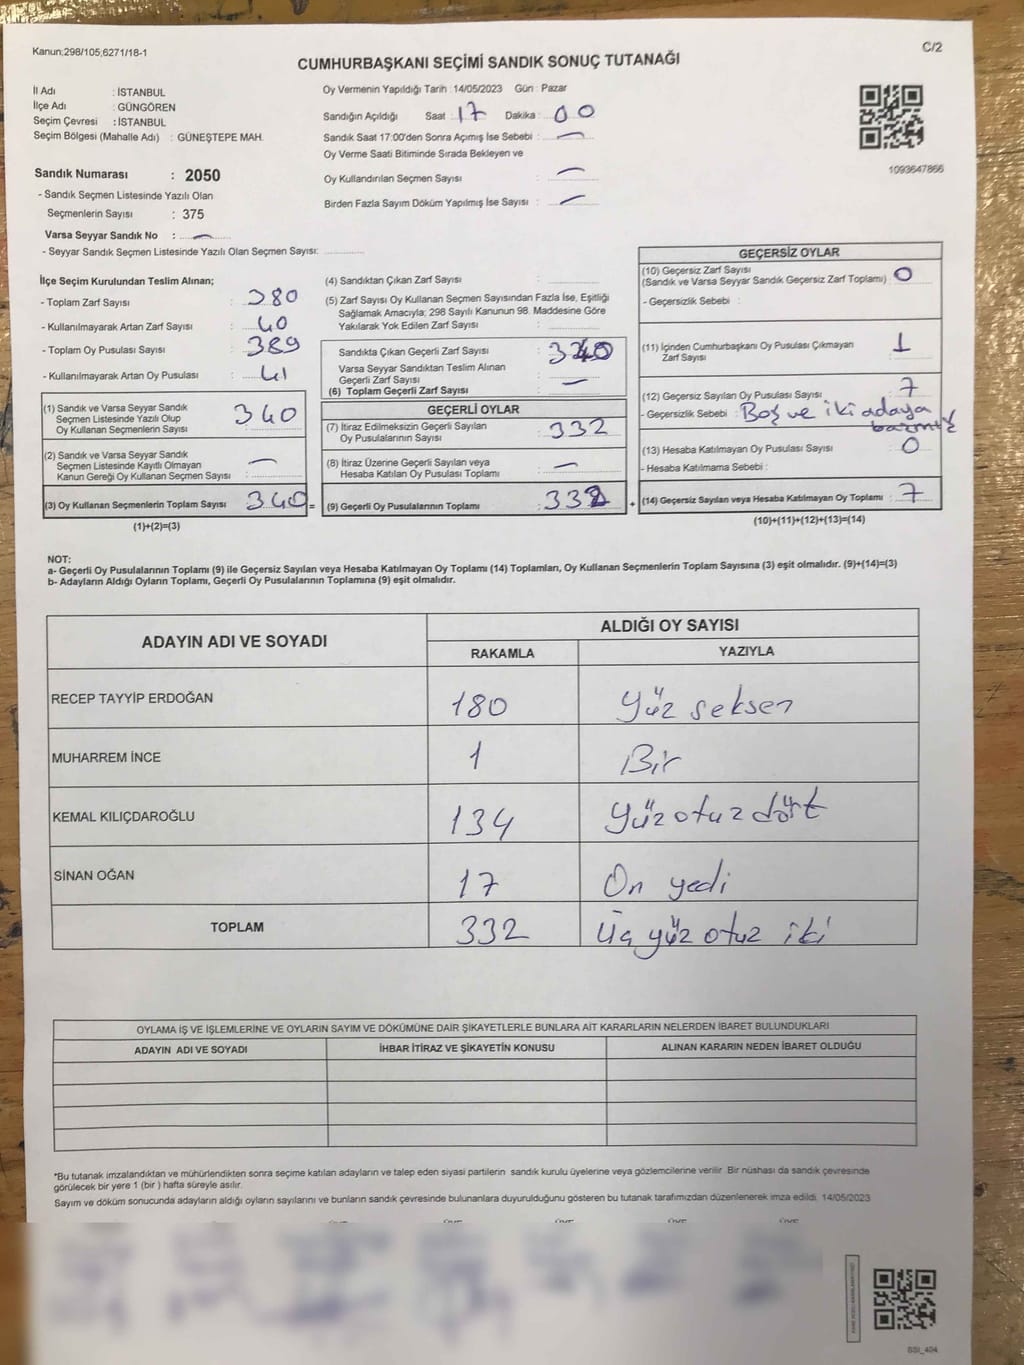 Kanun;298/105;6271/18-1
C/2
CUMHURBAŞKANI SEÇİMİ SANDIK SONUÇ TUTANAĞI
İl Adı : İSTANBUL
İlçe Adı : GÜNGÖREN
Seçim Çevresi : İSTANBUL
Seçim Bölgesi (Mahalle Adı) : GÜNEŞTEPE MAH.
Oy Vermenin Yapıldığı Tarih : 14/05/2023 Gün : Pazar
Sandığın Açıldığı Saat : 17 Dakika : 00
Sandık Saat 17:00'den Sonra Açımış İse Sebebi : —
Oy Verme Saati Bitiminde Sırada Bekleyen ve
Oy Kullandırılan Seçmen Sayısı : —
Birden Fazla Sayım Döküm Yapılmış İse Sayısı : —
1093647866
Sandık Numarası : 2050
- Sandık Seçmen Listesinde Yazılı Olan
Seçmenlerin Sayısı : 375
Varsa Seyyar Sandık No : —
- Seyyar Sandık Seçmen Listesinde Yazılı Olan Seçmen Sayısı:
İlçe Seçim Kurulundan Teslim Alınan;
- Toplam Zarf Sayısı : 380
- Kullanılmayarak Artan Zarf Sayısı : 40
- Toplam Oy Pusulası Sayısı : 389
- Kullanılmayarak Artan Oy Pusulası : 41
(1) Sandık ve Varsa Seyyar Sandık
Seçmen Listesinde Yazılı Olup
Oy Kullanan Seçmenlerin Sayısı : 340
(2) Sandık ve Varsa Seyyar Sandık
Seçmen Listesinde Kayıtlı Olmayan
Kanun Gereği Oy Kullanan Seçmen Sayısı : —
(3) Oy Kullanan Seçmenlerin Toplam Sayısı : 340
(1)+(2)=(3)
(4) Sandıktan Çıkan Zarf Sayısı :
(5) Zarf Sayısı Oy Kullanan Seçmen Sayısından Fazla İse, Eşitliği
Sağlamak Amacıyla; 298 Sayılı Kanunun 98. Maddesine Göre
Yakılarak Yok Edilen Zarf Sayısı :
Sandıkta Çıkan Geçerli Zarf Sayısı : 340
Varsa Seyyar Sandıktan Teslim Alınan
Geçerli Zarf Sayısı : —
(6) Toplam Geçerli Zarf Sayısı :
GEÇERLİ OYLAR
(7) İtiraz Edilmeksizin Geçerli Sayılan
Oy Pusulalarının Sayısı : 332
(8) İtiraz Üzerine Geçerli Sayılan veya
Hesaba Katılan Oy Pusulası Toplamı : —
= (9) Geçerli Oy Pusulalarının Toplamı : 332 +
GEÇERSİZ OYLAR
(10) Geçersiz Zarf Sayısı
(Sandık ve Varsa Seyyar Sandık Geçersiz Zarf Toplamı) : 0
- Geçersizlik Sebebi :
(11) İçinden Cumhurbaşkanı Oy Pusulası Çıkmayan
Zarf Sayısı : 1
(12) Geçersiz Sayılan Oy Pusulası Sayısı : 7
- Geçersizlik Sebebi : Boş ve iki adaya
(13) Hesaba Katılmayan Oy Pusulası Sayısı : 0
- Hesaba Katılmama Sebebi :
(14) Geçersiz Sayılan veya Hesaba Katılmayan Oy Toplamı : 7
(10)+(11)+(12)+(13)=(14)
NOT:
a- Geçerli Oy Pusulalarının Toplamı (9) ile Geçersiz Sayılan veya Hesaba Katılmayan Oy Toplamı (14) Toplamları, Oy Kullanan Seçmenlerin Toplam Sayısına (3) eşit olmalıdır. (9)+(14)=(3)
b- Adayların Aldığı Oyların Toplamı, Geçerli Oy Pusulalarının Toplamına (9) eşit olmalıdır.
ADAYIN ADI VE SOYADI
ALDIĞI OY SAYISI
RAKAMLA YAZIYLA
RECEP TAYYİP ERDOĞAN 180 Yüz seksen
MUHARREM İNCE 1 Bir
KEMAL KILIÇDAROĞLU 134 Yüz otuz dört
SİNAN OĞAN 17 On yedi
TOPLAM 332 Üç yüz otuz iki
OYLAMA İŞ VE İŞLEMLERİNE VE OYLARIN SAYIM VE DÖKÜMÜNE DAİR ŞİKAYETLERLE BUNLARA AİT KARARLARIN NELERDEN İBARET BULUNDUKLARI
ADAYIN ADI VE SOYADI İHBAR İTİRAZ VE ŞİKAYETİN KONUSU ALINAN KARARIN NEDEN İBARET OLDUĞU
*Bu tutanak imzalandıktan ve mühürlendikten sonra seçime katılan adayların ve talep eden siyasi partilerin sandık kurulu üyelerine veya gözlemcilerine verilir. Bir nüshası da sandık çevresinde
görülecek bir yere 1 (bir ) hafta süreyle asılır.
Sayım ve döküm sonucunda adayların aldığı oyların sayılarını ve bunların sandık çevresinde bulunanlara duyurulduğunu gösteren bu tutanak tarafımızdan düzenlenerek imza edildi. 14/05/2023
SSI_404